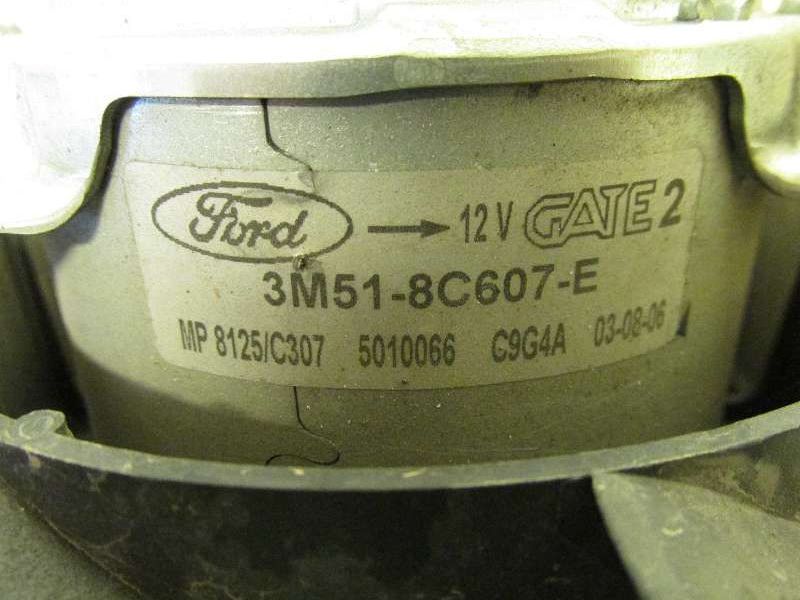 Ford → 12 V GATE 2
3M51-8C607-E
MP 8125/C307 5010066 C9G4A 03-08-06